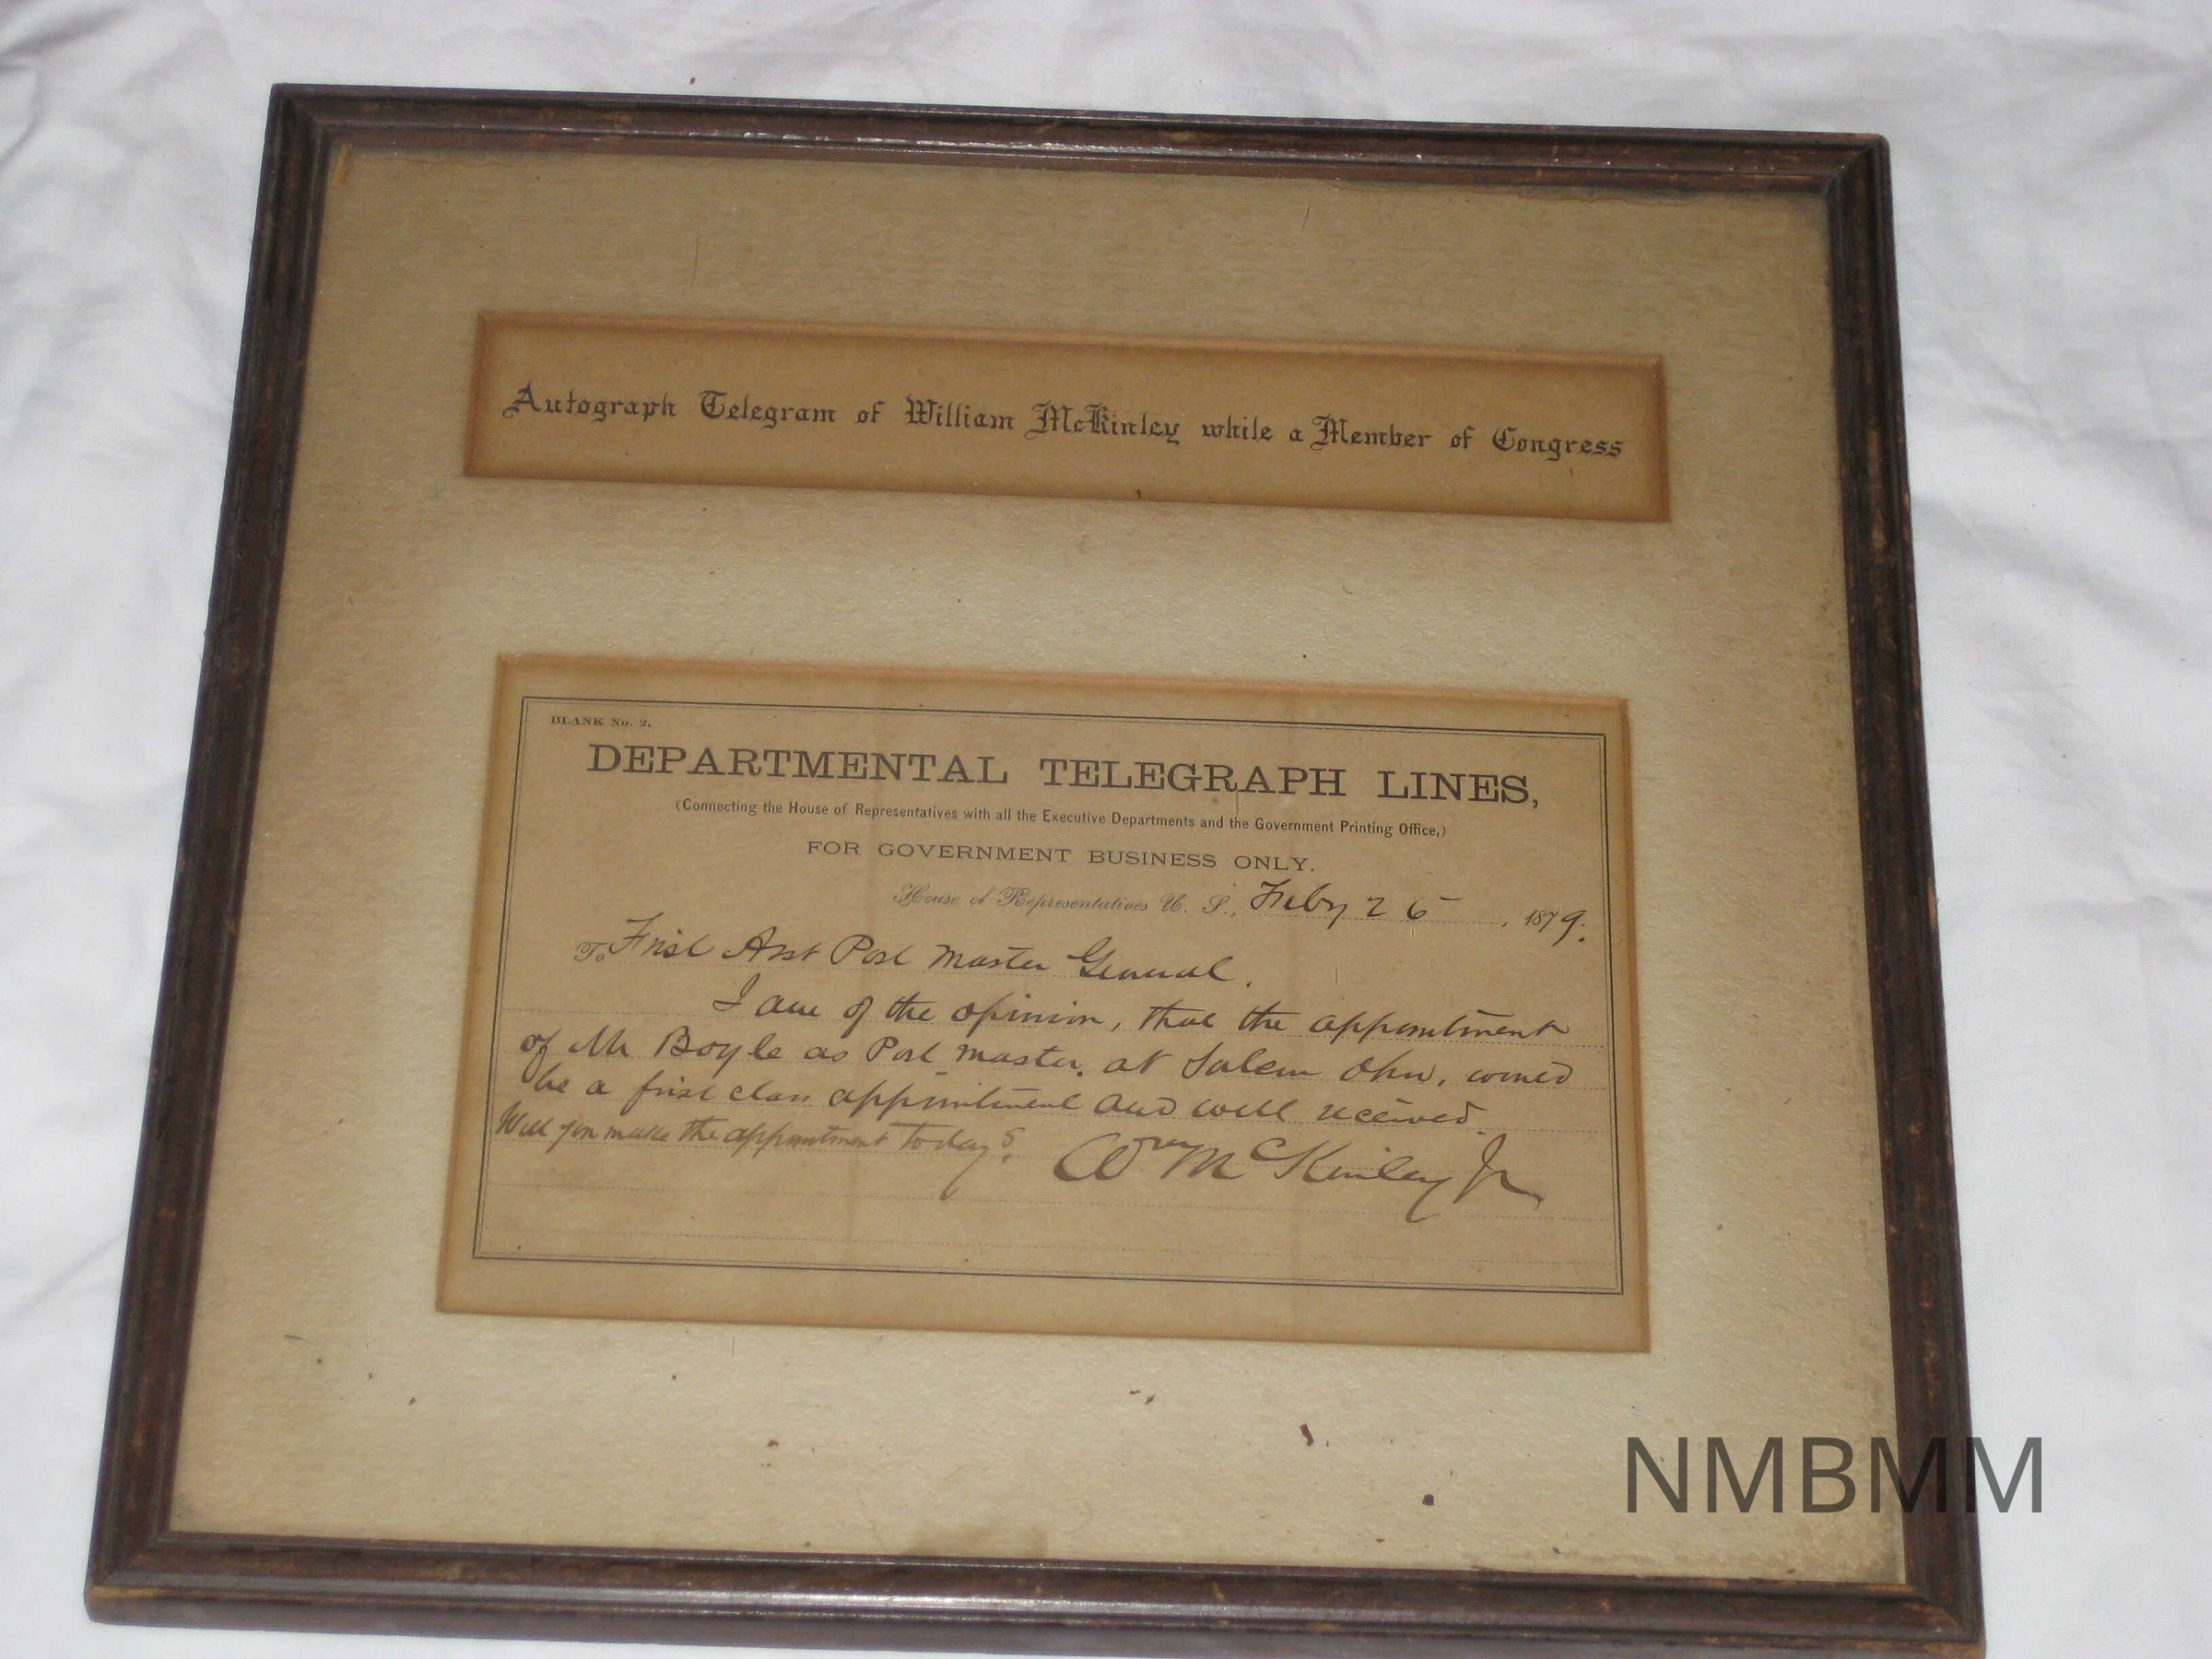 Autograph Telegram of William McKinley while a Member of Congress
BLANK No. 2.
DEPARTMENTAL TELEGRAPH LINES,
(Connecting the House of Representatives with all the Executive Departments and the Government Printing Office,)
FOR GOVERNMENT BUSINESS ONLY.
House of Representatives U. S., Feby 26, 1879.
To First Asst Post Master General.
I am of the opinion, that the appointment
of Mr Boyle as Post master, at Salem Ohio, would
be a first class appointment and well received.
Will you make the appointment today?
Wm McKinley Jr
NMBMM